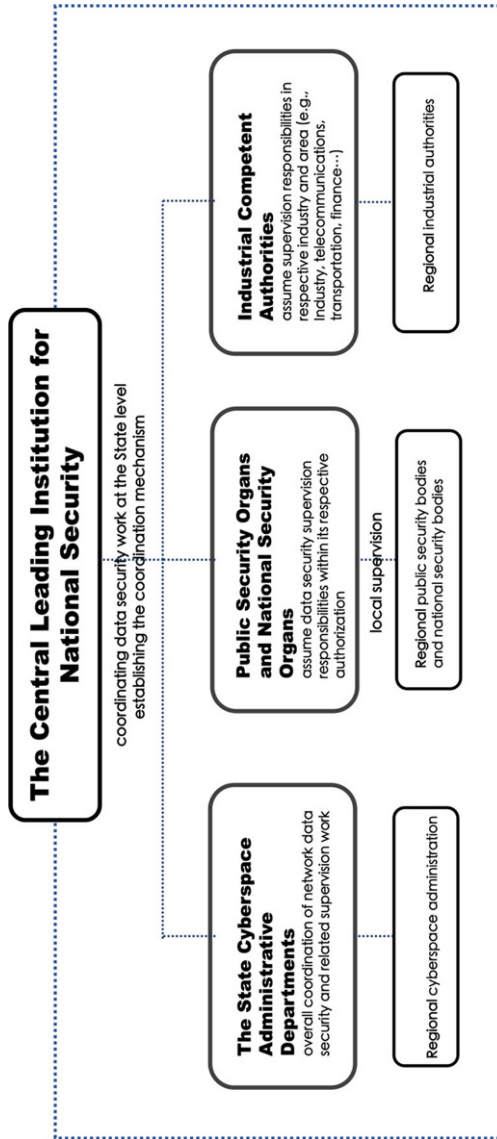 The Central Leading Institution for
National Security
coordinating data security work at the State level
establishing the coordination mechanism
The State Cyberspace
Administrative
Departments
overall coordination of network data
security and related supervision work
Public Security Organs
and National Security
Organs
assume data security supervision
responsibilities within its respective
authorization
Industrial Competent
Authorities
assume supervision responsibilities in
respective industry and area (e.g.,
Industry, telecommunications,
transportation, finance···)
local supervision
Regional cyberspace administration
Regional public security bodies
and national security bodies
Regional industrial authorities